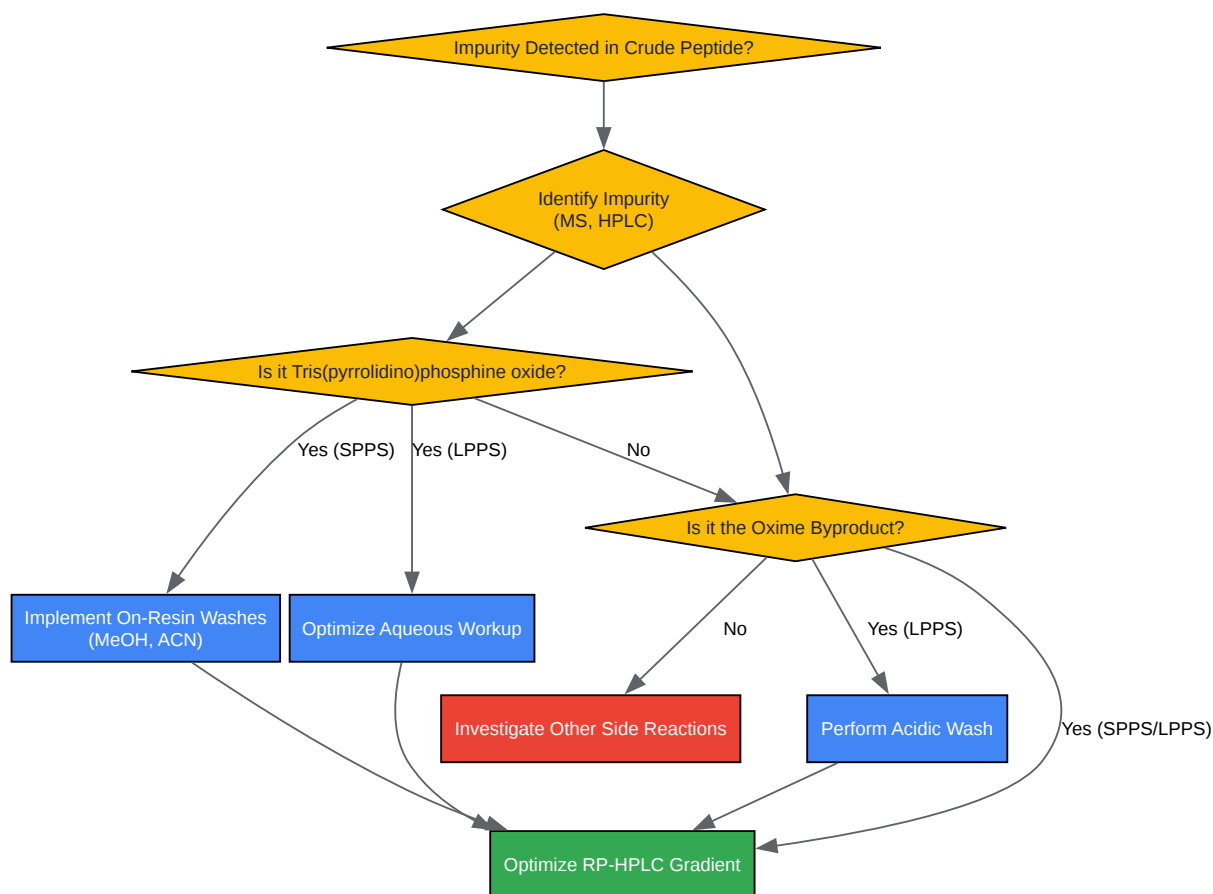 Impurity Detected in Crude Peptide?
Identify Impurity
(MS, HPLC)
Is it Tris(pyrrolidino)phosphine oxide?
Yes (SPPS)
Yes (LPPS)
No
Is it the Oxime Byproduct?
Implement On-Resin Washes
(MeOH, ACN)
Optimize Aqueous Workup
No
Yes (LPPS)
Yes (SPPS/LPPS)
Investigate Other Side Reactions
Perform Acidic Wash
Optimize RP-HPLC Gradient